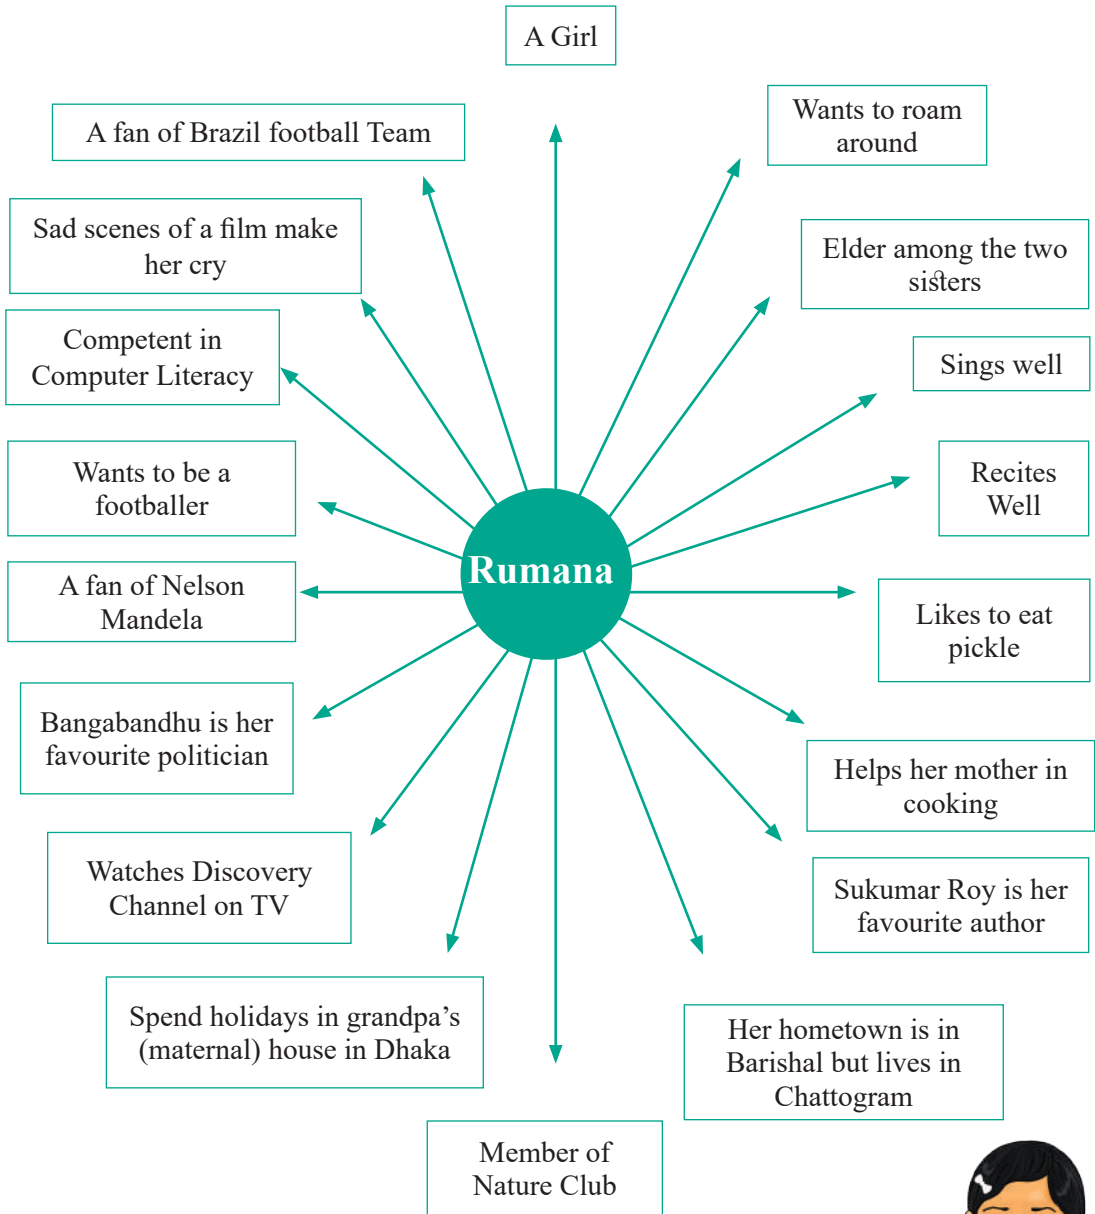 A Girl
Wants to roam
around
A fan of Brazil football Team
Sad scenes of a film make
her cry
Elder among the two
sisters
Competent in
Computer Literacy
Sings well
Wants to be a
footballer
Recites
Well
Rumana
A fan of Nelson
Mandela
Likes to eat
pickle
Bangabandhu is her
favourite politician
Helps her mother in
cooking
Watches Discovery
Channel on TV
Sukumar Roy is her
favourite author
Spend holidays in grandpa’s
(maternal) house in Dhaka
Her hometown is in
Barishal but lives in
Chattogram
Member of
Nature Club